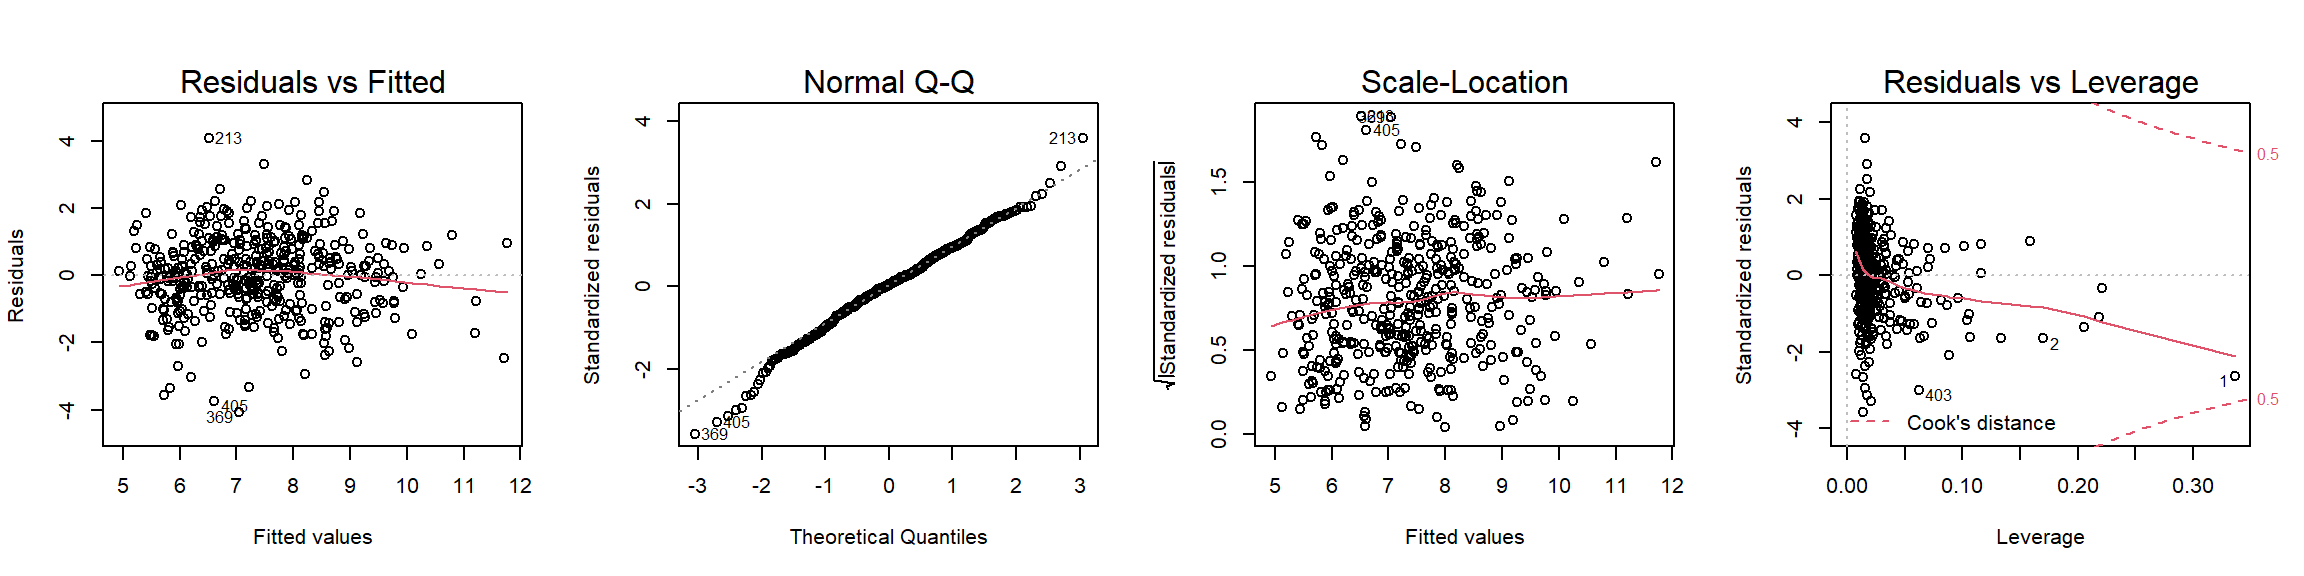 Residuals vs Fitted
Residuals
4
2
0
-2
-4
213
405
369
5 6 7 8 9 10 11 12
Fitted values
Normal Q-Q
Standardized residuals
4
2
0
-2
213
405
369
-3 -2 -1 0 1 2 3
Theoretical Quantiles
Scale-Location
√|Standardized residuals|
1.5
1.0
0.5
0.0
405
5 6 7 8 9 10 11 12
Fitted values
Residuals vs Leverage
Standardized residuals
4
2
0
-2
-4
0.5
2
1
403
0.5
Cook's distance
0.00 0.10 0.20 0.30
Leverage